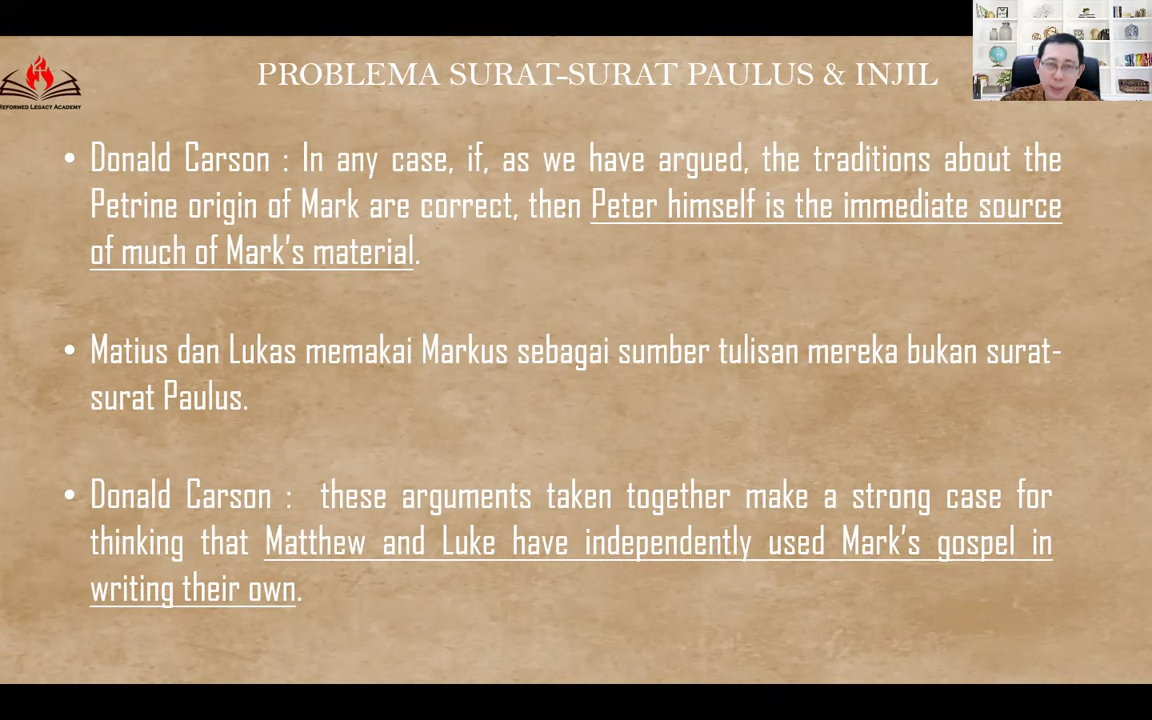 PROBLEMA SURAT-SURAT PAULUS & INJIL
REFORMED LEGACY ACADEMY
• Donald Carson : In any case, if, as we have argued, the traditions about the
Petrine origin of Mark are correct, then Peter himself is the immediate source
of much of Mark's material.
• Matius dan Lukas memakai Markus sebagai sumber tulisan mereka bukan surat-
surat Paulus.
• Donald Carson : these arguments taken together make a strong case for
thinking that Matthew and Luke have independently used Mark's gospel in
writing their own.